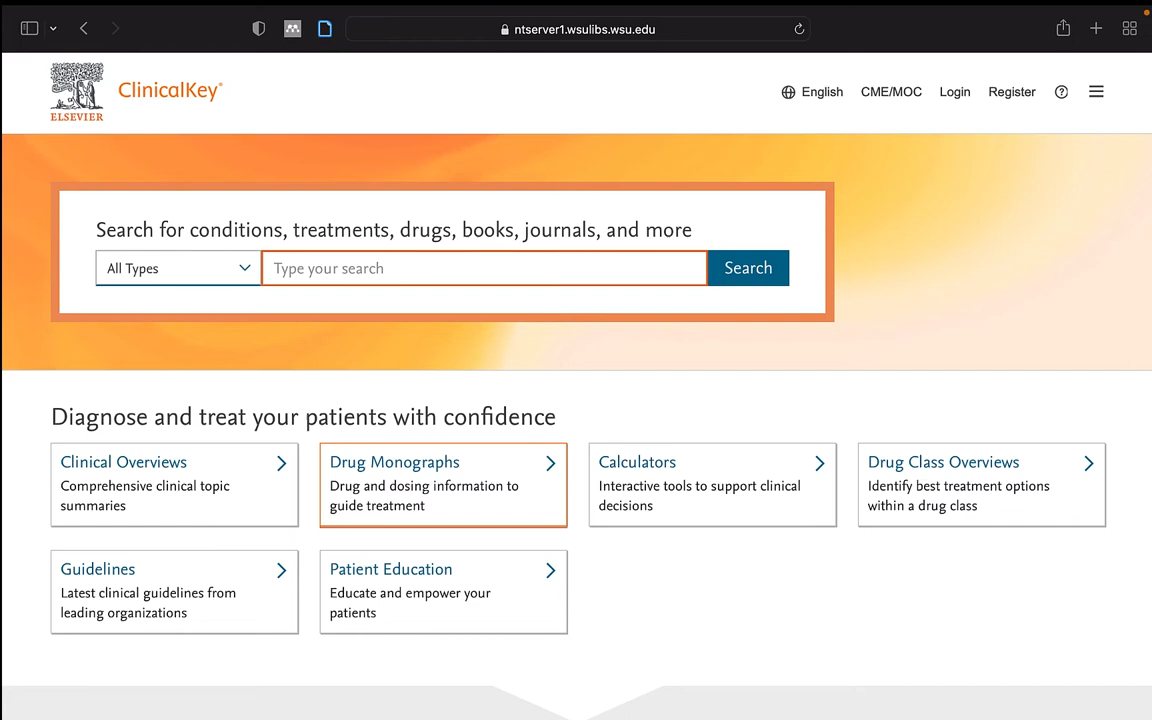 ntserver1.wsulibs.wsu.edu
ELSEVIER
ClinicalKey®
English CME/MOC Login Register
Search for conditions, treatments, drugs, books, journals, and more
All Types Type your search Search
Diagnose and treat your patients with confidence
Clinical Overviews
Comprehensive clinical topic
summaries
Drug Monographs
Drug and dosing information to
guide treatment
Calculators
Interactive tools to support clinical
decisions
Drug Class Overviews
Identify best treatment options
within a drug class
Guidelines
Latest clinical guidelines from
leading organizations
Patient Education
Educate and empower your
patients